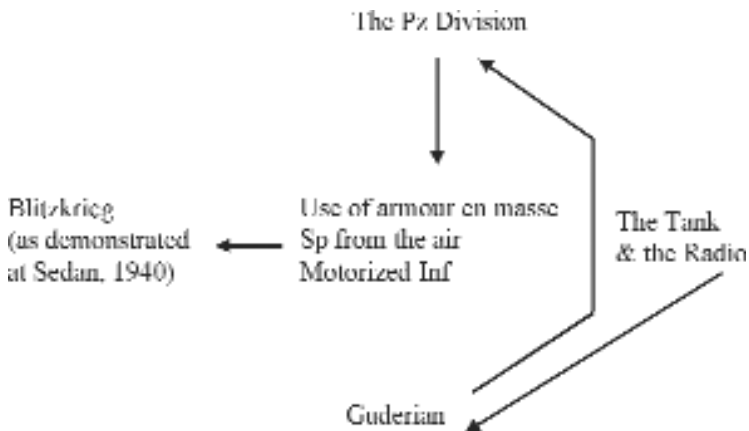 The Pz Division
Blitzkrieg
(as demonstrated
at Sedan, 1940)
Use of armour en masse
Sp from the air
Motorized Inf
The Tank
& the Radio
Guderian